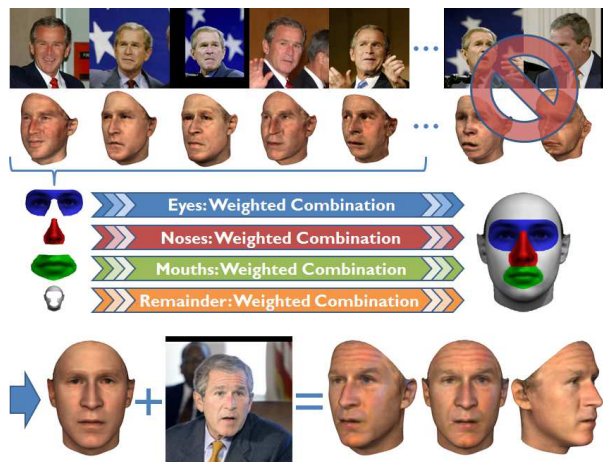 Eyes: Weighted Combination
Noses: Weighted Combination
Mouths: Weighted Combination
Remainder: Weighted Combination